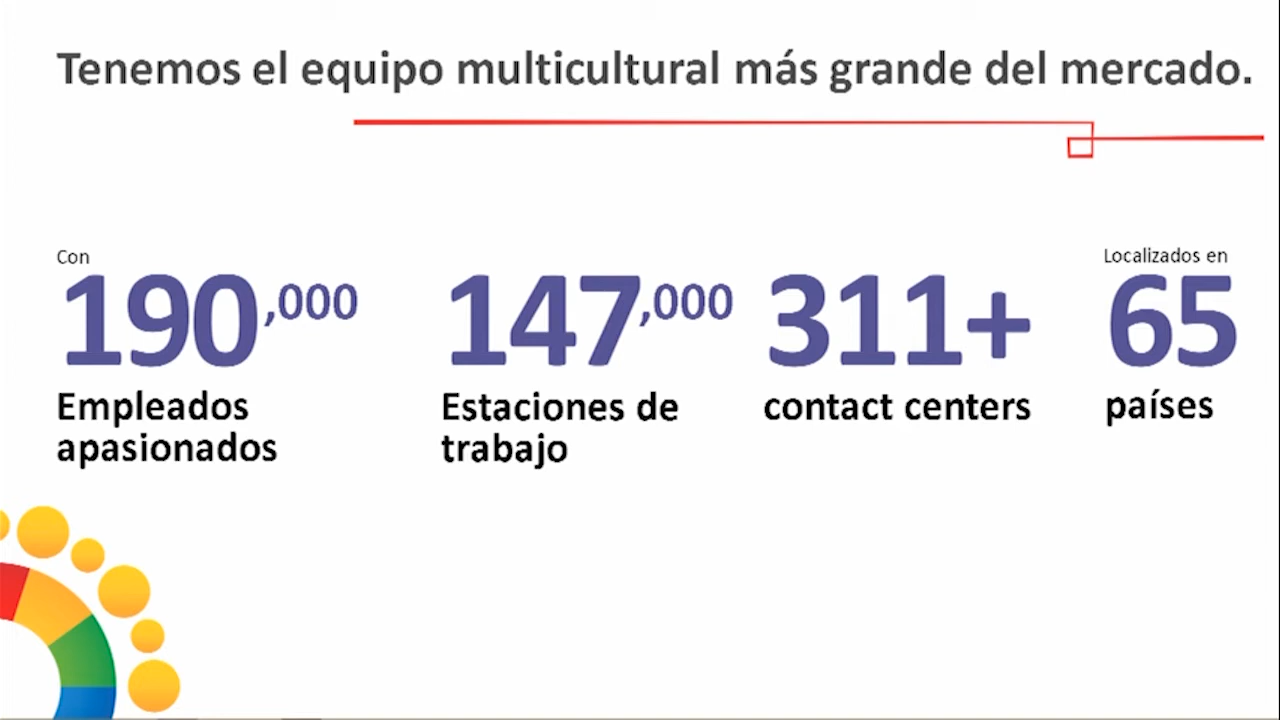 Tenemos el equipo multicultural más grande del mercado.
Con
190,000
Empleados
apasionados
147,000
Estaciones de
trabajo
311+
contact centers
Localizados en
65
países